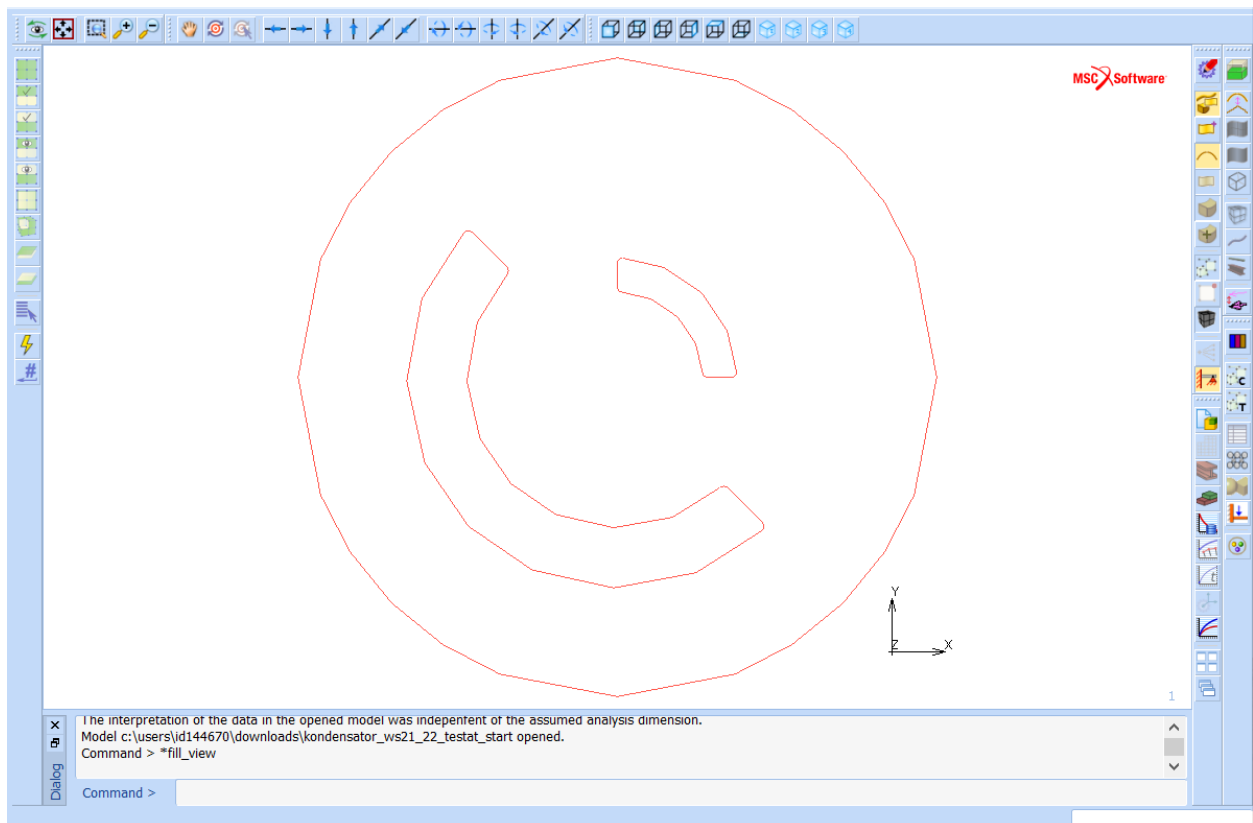 MSC Software
Y
Z
X
1
The interpretation of the data in the opened model was indepenfent of the assumed analysis dimension.
Model c:\users\id144670\downloads\kondensator_ws21_22_testat_start opened.
Command > *fill_view
Dialog
Command >
#
t
C
T